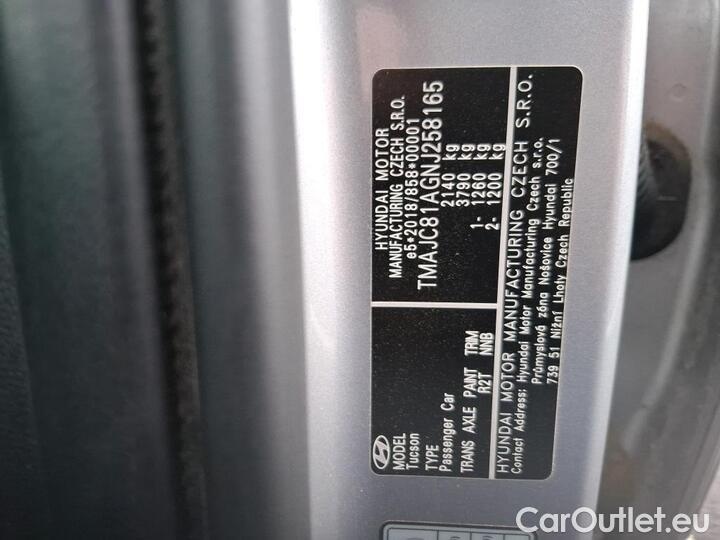 HYUNDAI MOTOR
MANUFACTURING CZECH S.R.O.
e5*2018/858*00001
TMAJC81AGNJ258165
2140 kg
3790 kg
1- 1260 kg
2- 1200 kg
MODEL
Tucson
TYPE
Passenger Car
TRANS AXLE PAINT TRIM
R2T NNB
HYUNDAI MOTOR MANUFACTURING CZECH S.R.O.
Contact Address: Hyundai Motor Manufacturing Czech s.r.o.
Průmyslová zóna Nošovice Hyundai 700/1
739 51 Nižní Lhoty Czech Republic
CarOutlet.eu